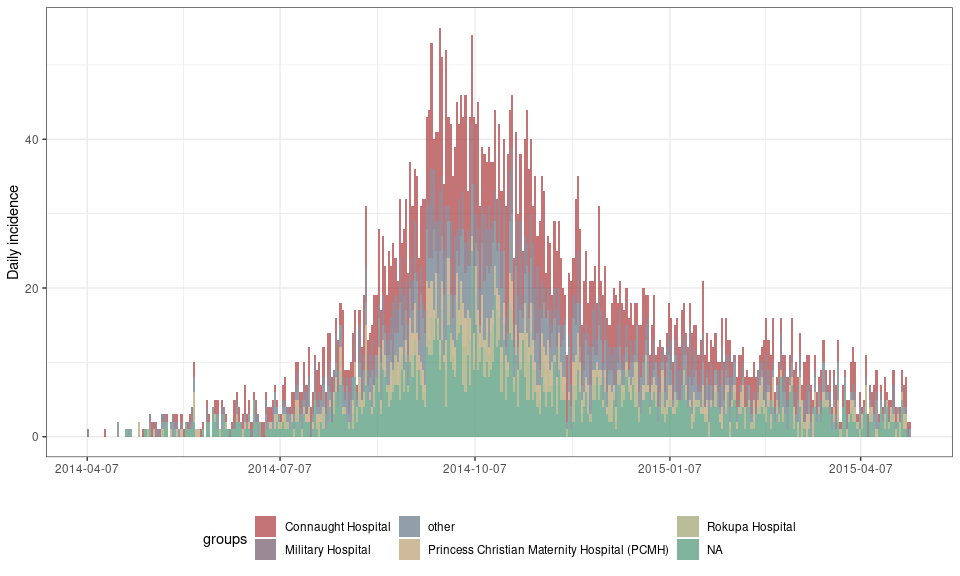 Daily incidence
40
20
0
2014-04-07 2014-07-07 2014-10-07 2015-01-07 2015-04-07
groups
Connaught Hospital other Rokupa Hospital
Military Hospital Princess Christian Maternity Hospital (PCMH) NA